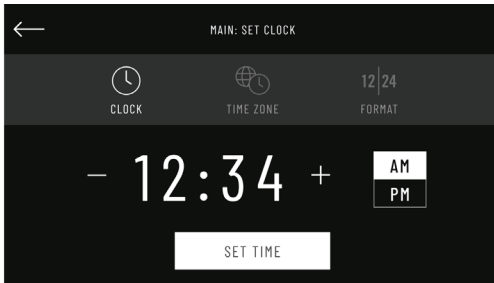 MAIN: SET CLOCK
12|24
CLOCK TIME ZONE FORMAT
− 12:34 + AM
PM
SET TIME